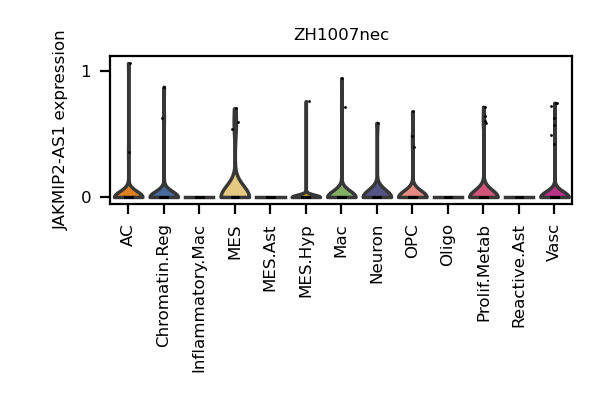 ZH1007nec
JAKMIP2-AS1 expression
1
0
AC
Chromatin.Reg
Inflammatory.Mac
MES
MES.Ast
MES.Hyp
Mac
Neuron
OPC
Oligo
Prolif.Metab
Reactive.Ast
Vasc